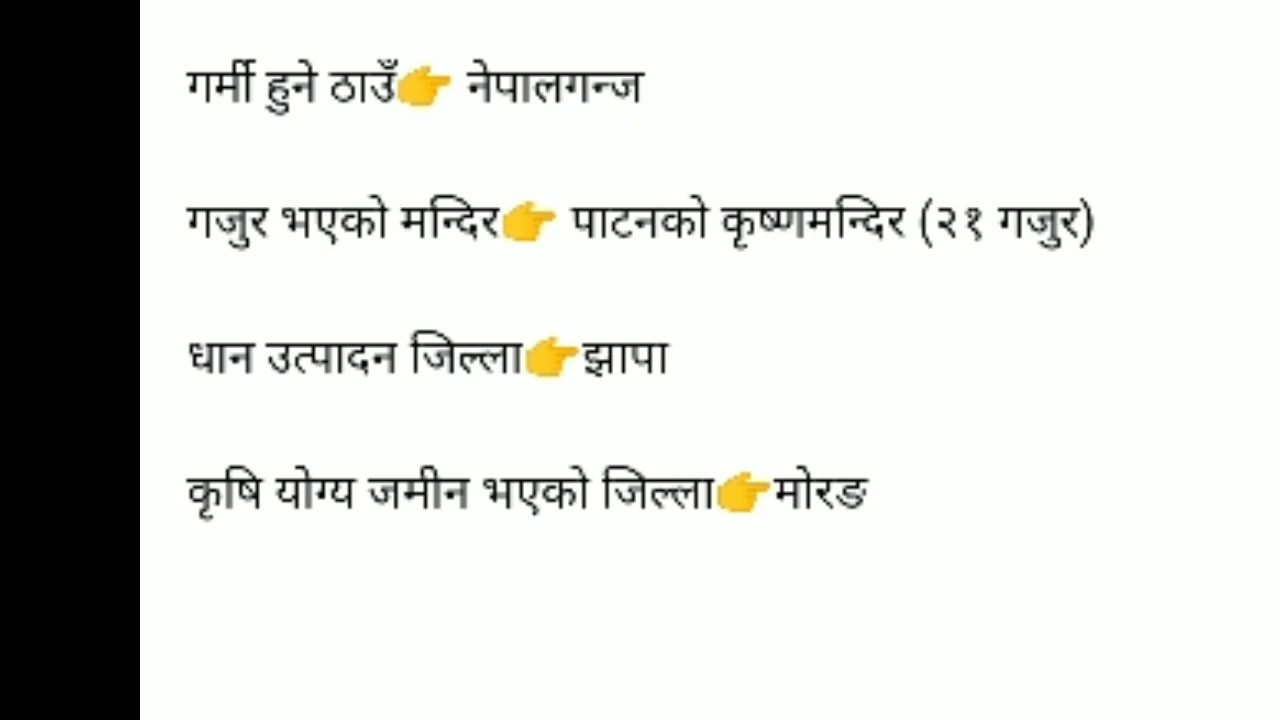 गर्मी हुने ठाउँ👉 नेपालगन्ज
गजुर भएको मन्दिर👉 पाटनको कृष्णमन्दिर (२१ गजुर)
धान उत्पादन जिल्ला👉झापा
कृषि योग्य जमीन भएको जिल्ला👉मोरङ